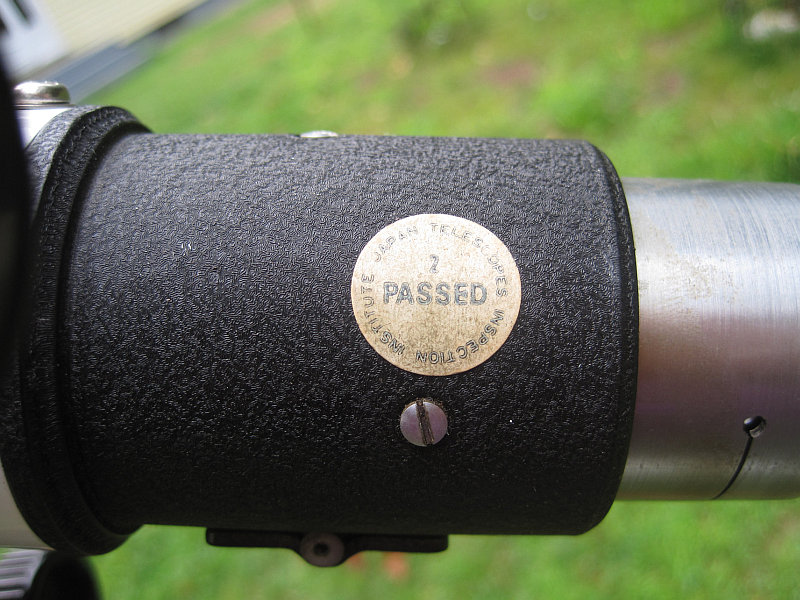 JAPAN TELESCOPES INSPECTION INSTITUTE
2
PASSED